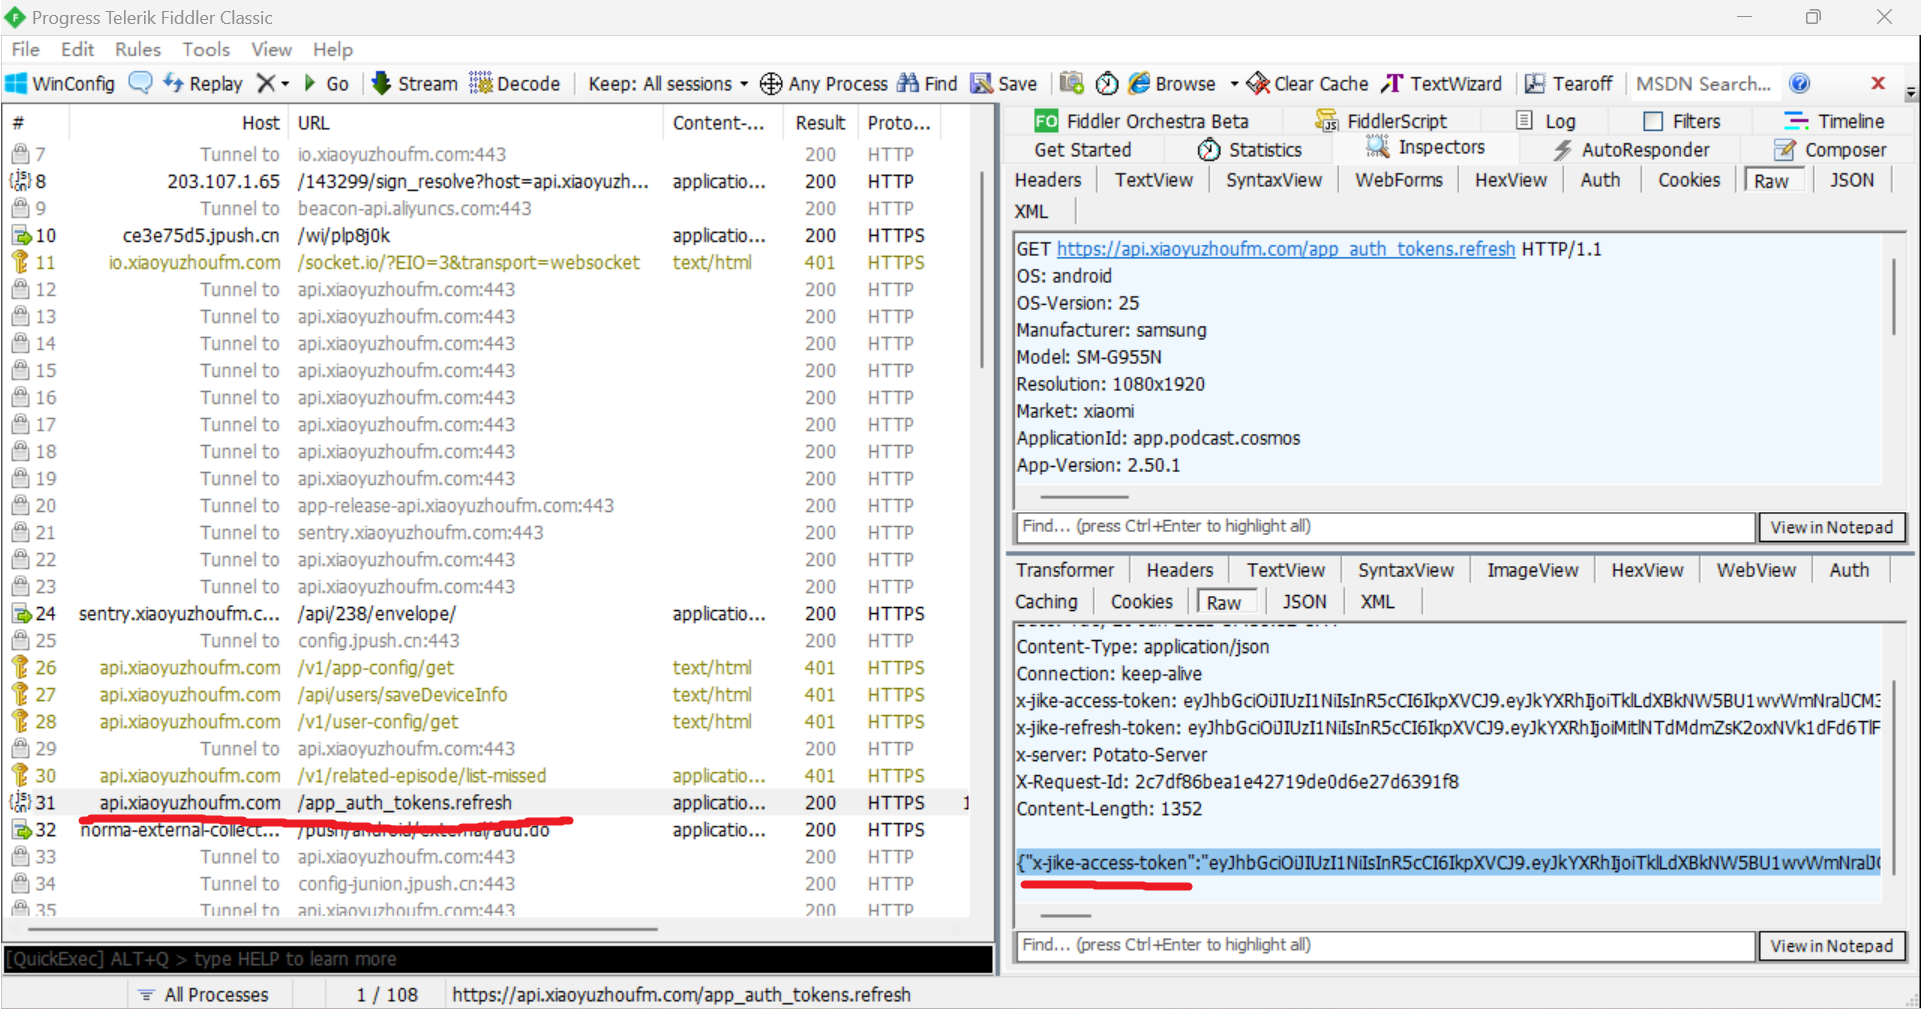 Progress Telerik Fiddler Classic
File Edit Rules Tools View Help
WinConfig Replay Go Stream Decode Keep: All sessions Any Process Find Save Browse Clear Cache TextWizard Tearoff MSDN Search...
# Host URL Content-... Result Proto...
7 Tunnel to io.xiaoyuzhoufm.com:443 200 HTTP
8 203.107.1.65 /143299/sign_resolve?host=api.xiaoyuzh... applicatio... 200 HTTP
9 Tunnel to beacon-api.aliyuncs.com:443 200 HTTP
10 ce3e75d5.jpush.cn /wi/plp8j0k applicatio... 200 HTTPS
11 io.xiaoyuzhoufm.com /socket.io/?EIO=3&transport=websocket text/html 401 HTTPS
12 Tunnel to api.xiaoyuzhoufm.com:443 200 HTTP
13 Tunnel to api.xiaoyuzhoufm.com:443 200 HTTP
14 Tunnel to api.xiaoyuzhoufm.com:443 200 HTTP
15 Tunnel to api.xiaoyuzhoufm.com:443 200 HTTP
16 Tunnel to api.xiaoyuzhoufm.com:443 200 HTTP
17 Tunnel to api.xiaoyuzhoufm.com:443 200 HTTP
18 Tunnel to api.xiaoyuzhoufm.com:443 200 HTTP
19 Tunnel to api.xiaoyuzhoufm.com:443 200 HTTP
20 Tunnel to app-release-api.xiaoyuzhoufm.com:443 200 HTTP
21 Tunnel to sentry.xiaoyuzhoufm.com:443 200 HTTP
22 Tunnel to api.xiaoyuzhoufm.com:443 200 HTTP
23 Tunnel to api.xiaoyuzhoufm.com:443 200 HTTP
24 sentry.xiaoyuzhoufm.c... /api/238/envelope/ applicatio... 200 HTTPS
25 Tunnel to config.jpush.cn:443 200 HTTP
26 api.xiaoyuzhoufm.com /v1/app-config/get text/html 401 HTTPS
27 api.xiaoyuzhoufm.com /api/users/saveDeviceInfo text/html 401 HTTPS
28 api.xiaoyuzhoufm.com /v1/user-config/get text/html 401 HTTPS
29 Tunnel to api.xiaoyuzhoufm.com:443 200 HTTP
30 api.xiaoyuzhoufm.com /v1/related-episode/list-missed applicatio... 401 HTTPS
31 api.xiaoyuzhoufm.com /app_auth_tokens.refresh applicatio... 200 HTTPS 1
32 norma-external-collect... /push/android/external/add.do applicatio... 200 HTTPS
33 Tunnel to api.xiaoyuzhoufm.com:443 200 HTTP
34 Tunnel to config-junion.jpush.cn:443 200 HTTP
35 Tunnel to api.xiaoyuzhoufm.com:443 200 HTTP
[QuickExec] ALT+Q > type HELP to learn more
All Processes 1 / 108 https://api.xiaoyuzhoufm.com/app_auth_tokens.refresh
FO Fiddler Orchestra Beta FiddlerScript Log Filters Timeline
Get Started Statistics Inspectors AutoResponder Composer
Headers TextView SyntaxView WebForms HexView Auth Cookies Raw JSON
XML
GET https://api.xiaoyuzhoufm.com/app_auth_tokens.refresh HTTP/1.1
OS: android
OS-Version: 25
Manufacturer: samsung
Model: SM-G955N
Resolution: 1080x1920
Market: xiaomi
ApplicationId: app.podcast.cosmos
App-Version: 2.50.1
Find... (press Ctrl+Enter to highlight all) View in Notepad
Transformer Headers TextView SyntaxView ImageView HexView WebView Auth
Caching Cookies Raw JSON XML
Content-Type: application/json
Connection: keep-alive
x-jike-access-token: eyJhbGciOiJIUzI1NiIsInR5cCI6IkpXVCJ9.eyJkYXRhIjoiTklLdXBkNW5BU1wvWmNralJCM3
x-jike-refresh-token: eyJhbGciOiJIUzI1NiIsInR5cCI6IkpXVCJ9.eyJkYXRhIjoiMitlNTdMdmZsK2oxNVk1dFd6TlF
x-server: Potato-Server
X-Request-Id: 2c7df86bea1e42719de0d6e27d6391f8
Content-Length: 1352
{"x-jike-access-token":"eyJhbGciOiJIUzI1NiIsInR5cCI6IkpXVCJ9.eyJkYXRhIjoiTklLdXBkNW5BU1wvWmNralJC
Find... (press Ctrl+Enter to highlight all) View in Notepad